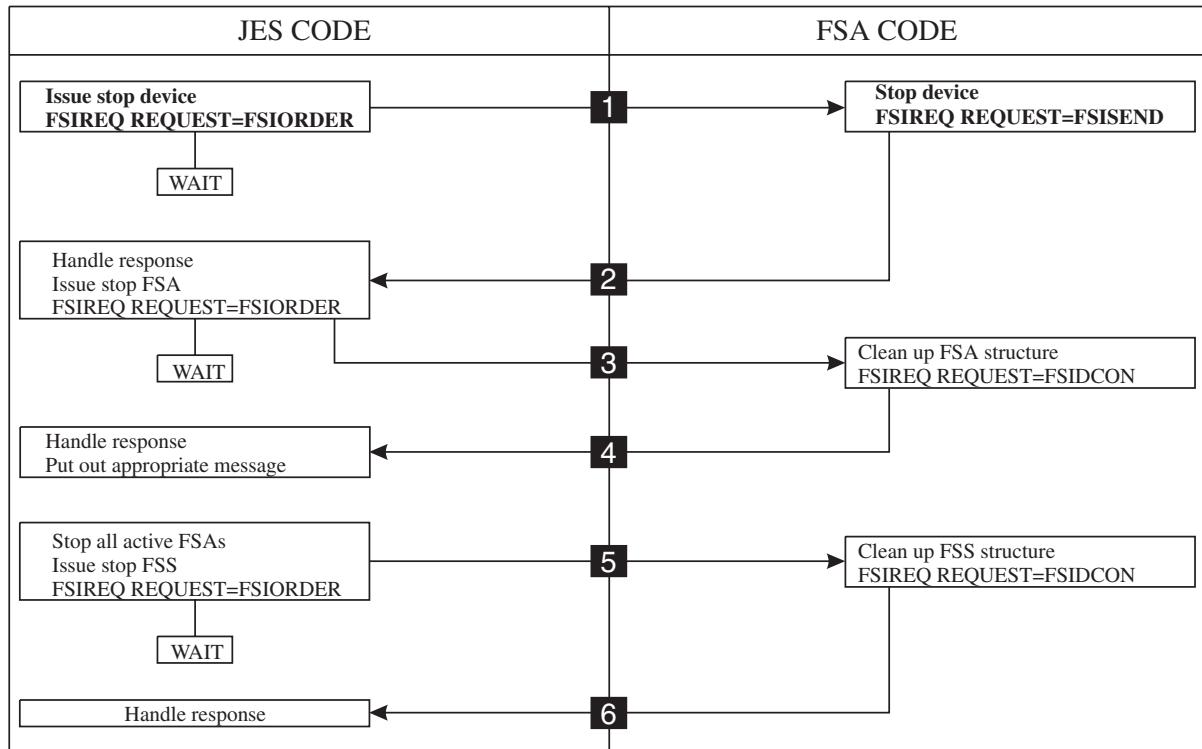 JES CODE
FSA CODE
Issue stop device
FSIREQ REQUEST=FSIORDER
1
Stop device
FSIREQ REQUEST=FSISEND
WAIT
Handle response
Issue stop FSA
FSIREQ REQUEST=FSIORDER
2
WAIT
3
Clean up FSA structure
FSIREQ REQUEST=FSIDCON
Handle response
Put out appropriate message
4
Stop all active FSAs
Issue stop FSS
FSIREQ REQUEST=FSIORDER
5
Clean up FSS structure
FSIREQ REQUEST=FSIDCON
WAIT
Handle response
6